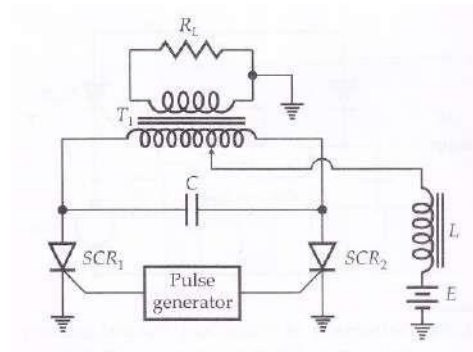 R_L
T_1
C
L
SCR_1
SCR_2
Pulse
generator
E